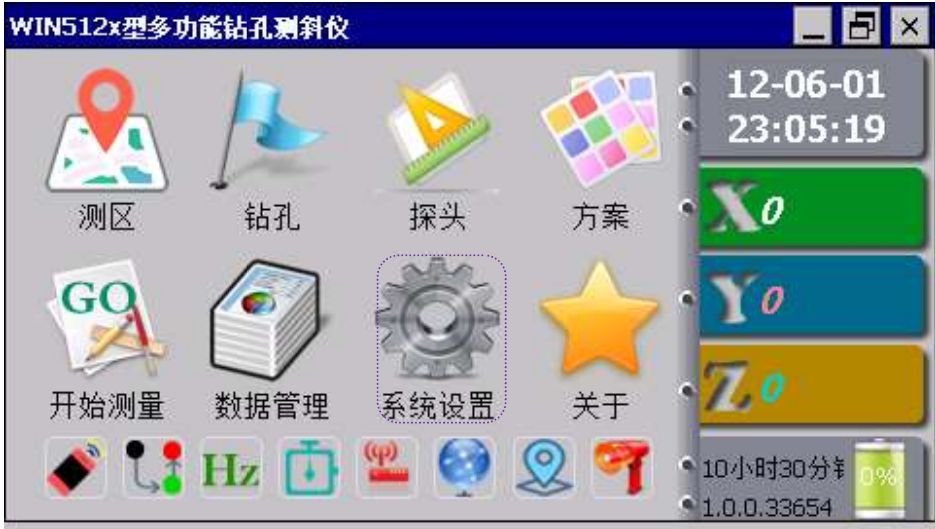 WIN512x型多功能钻孔测斜仪
12-06-01
23:05:19
测区
钻孔
探头
方案
X0
Y0
GO
开始测量
数据管理
系统设置
关于
Z0
Hz
10小时30分
0%
1.0.0.33654